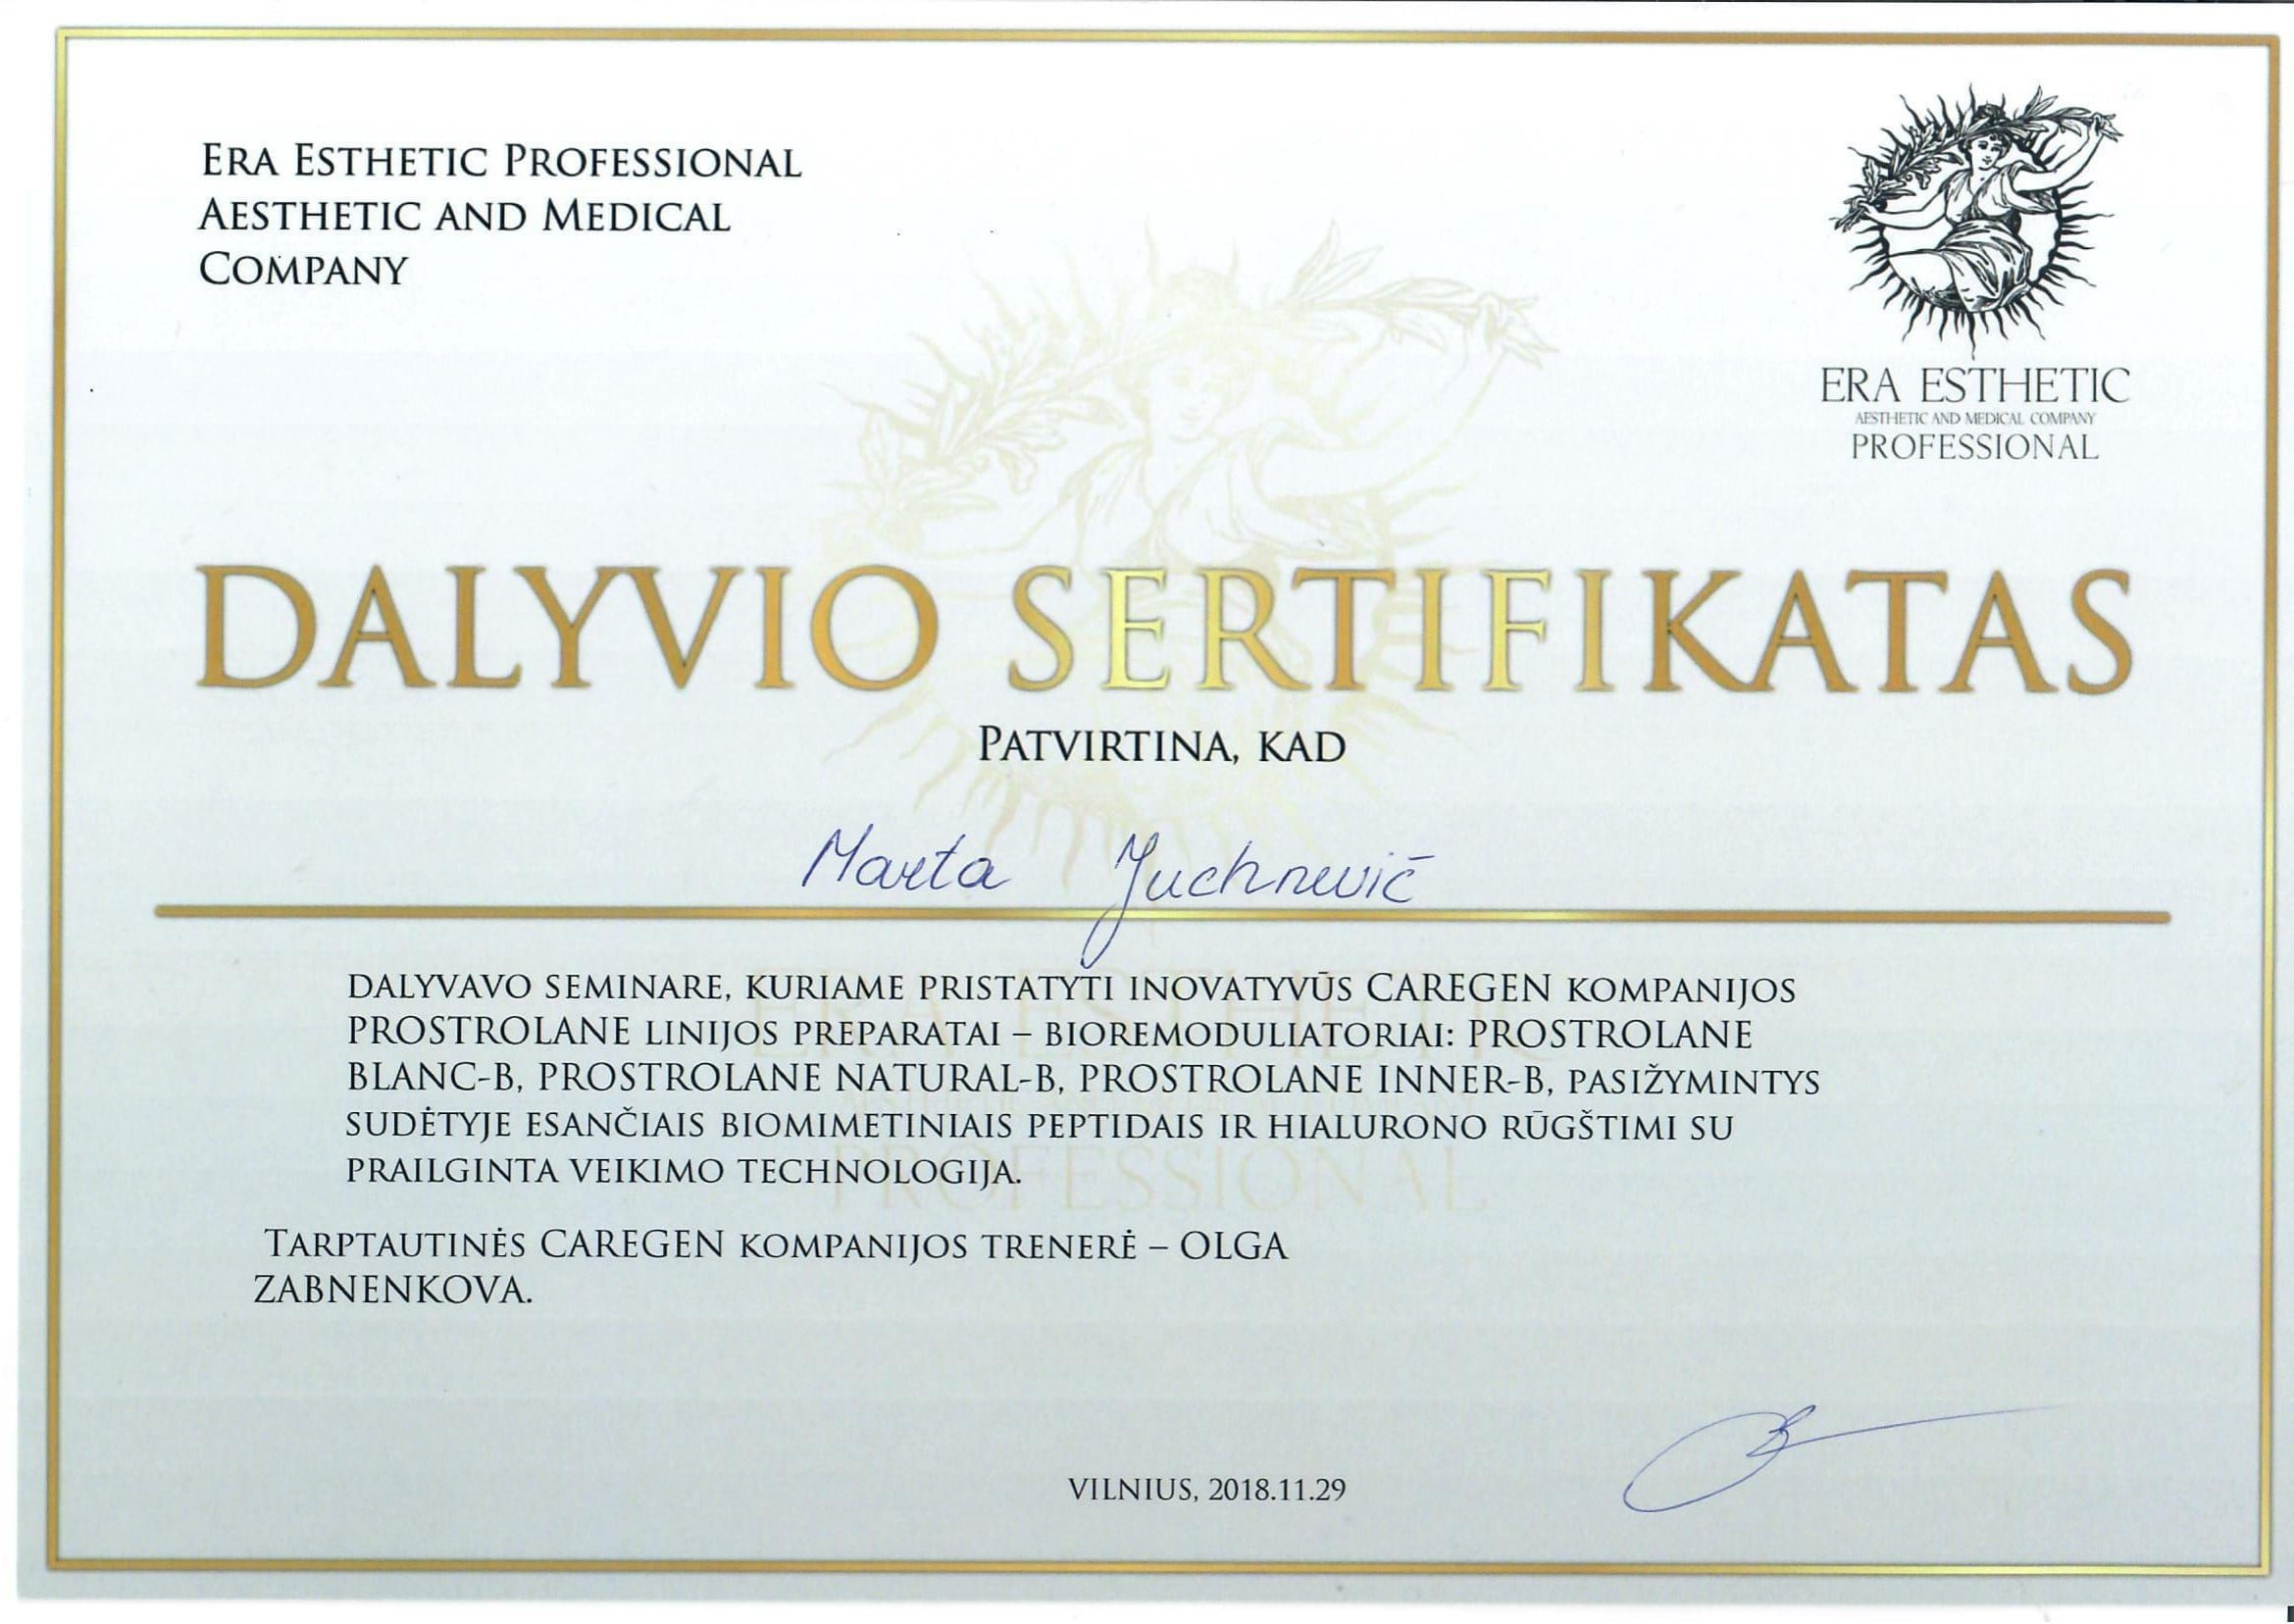 Era Esthetic Professional
Aesthetic and Medical
Company
ERA ESTHETIC
AESTHETIC AND MEDICAL COMPANY
PROFESSIONAL
DALYVIO SERTIFIKATAS
Patvirtina, kad
Marta Juchnevič
dalyvavo seminare, kuriame pristatyti inovatyvūs CAREGEN kompanijos
PROSTROLANE linijos preparatai – bioremoduliatoriai: PROSTROLANE
BLANC-B, PROSTROLANE NATURAL-B, PROSTROLANE INNER-B, pasižymintys
sudėtyje esančiais biomimetiniais peptidais ir hialurono rūgštimi su
prailginta veikimo technologija.
Tarptautinės CAREGEN kompanijos trenerė – OLGA
ZABNENKOVA.
VILNIUS, 2018.11.29